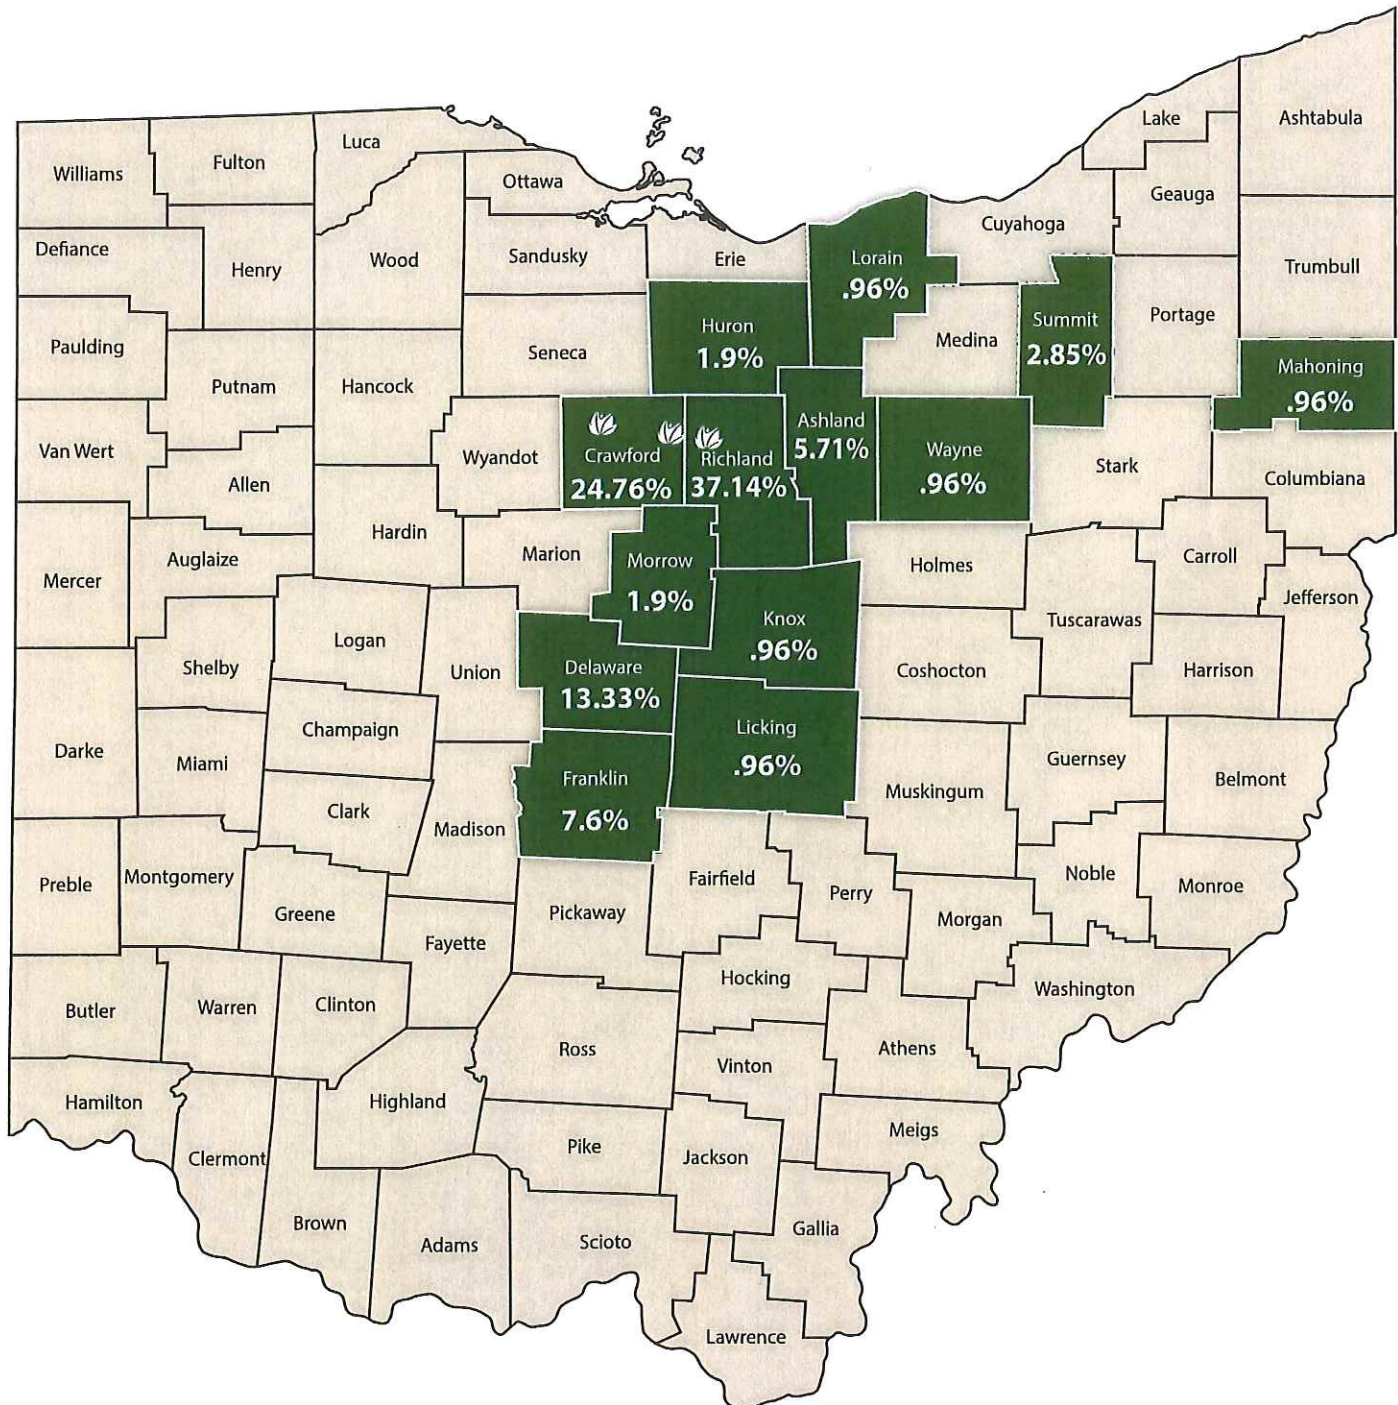 Lake
Ashtabula
Williams
Fulton
Luca
Ottawa
Geauga
Cuyahoga
Defiance
Henry
Wood
Sandusky
Erie
Lorain
.96%
Trumbull
Huron
1.9%
Medina
Summit
2.85%
Portage
Paulding
Putnam
Hancock
Seneca
Mahoning
.96%
Van Wert
Allen
Wyandot
Crawford
24.76%
Richland
37.14%
Ashland
5.71%
Wayne
.96%
Stark
Columbiana
Mercer
Auglaize
Hardin
Marion
Morrow
1.9%
Holmes
Carroll
Jefferson
Shelby
Logan
Union
Delaware
13.33%
Knox
.96%
Coshocton
Tuscarawas
Harrison
Darke
Miami
Champaign
Clark
Madison
Franklin
7.6%
Licking
.96%
Muskingum
Guernsey
Belmont
Preble
Montgomery
Greene
Fayette
Pickaway
Fairfield
Perry
Morgan
Noble
Monroe
Butler
Warren
Clinton
Ross
Hocking
Athens
Washington
Hamilton
Clermont
Highland
Pike
Vinton
Jackson
Meigs
Brown
Adams
Scioto
Gallia
Lawrence